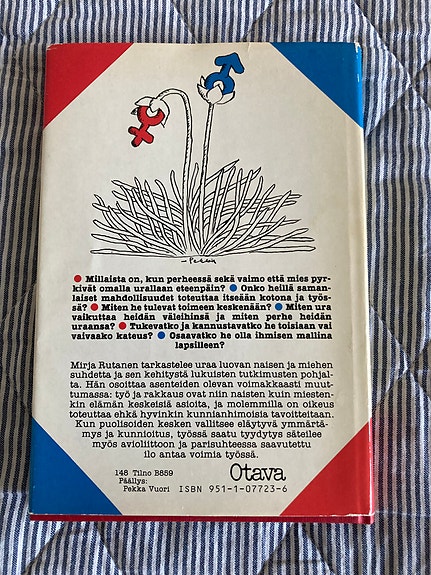 -Pekka
● Millaista on, kun perheessä sekä vaimo että mies pyr-
kivät omalla urallaan eteenpäin? ● Onko heillä saman-
laiset mahdollisuudet toteuttaa itseään kotona ja työs-
sä? ● Miten he tulevat toimeen keskenään? ● Miten ura
vaikuttaa heidän väleihinsä ja miten perhe heidän
uraansa? ● Tukevatko ja kannustavatko he toisiaan vai
vaivaako kateus? ● Osaavatko he olla ihmisen mallina
lapsilleen?
Mirja Rutanen tarkastelee uraa luovan naisen ja miehen
suhdetta ja sen kehitystä lukuisten tutkimusten pohjal-
ta. Hän osoittaa asenteiden olevan voimakkaasti muut-
tumassa: työ ja rakkaus ovat niin naisten kuin miesten-
kin elämän keskeisiä asioita, ja molemmilla on oikeus
toteuttaa ehkä hyvinkin kunnianhimoisia tavoitteitaan.
Kun puolisoiden kesken vallitsee eläytyvä ymmärtä-
mys ja kunnioitus, työssä saatu tyydytys säteilee
myös avioliittoon ja parisuhteessa saavutettu
ilo antaa voimia työssä.
146 Tilno B859
Päällys:
Pekka Vuori
Otava
ISBN 951-1-07723-6